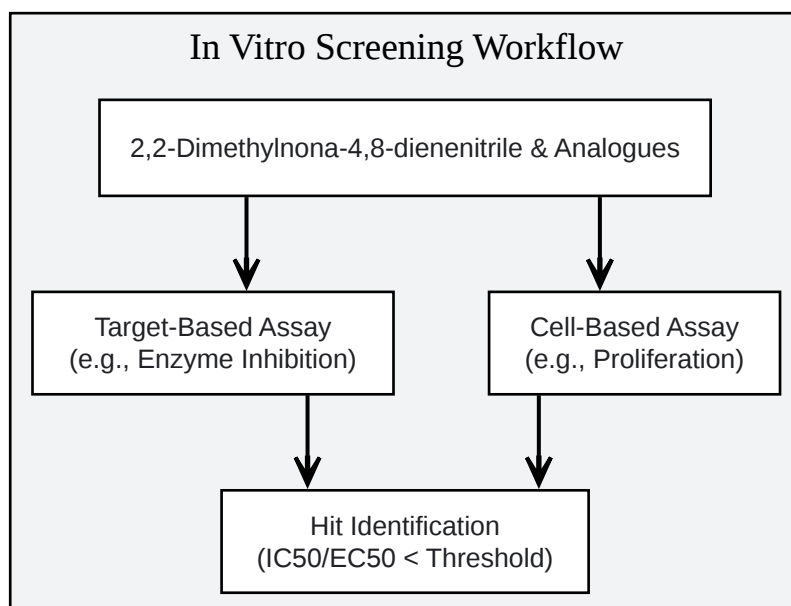 In Vitro Screening Workflow
2,2-Dimethylnona-4,8-dienenitrile & Analogues
Target-Based Assay
(e.g., Enzyme Inhibition)
Cell-Based Assay
(e.g., Proliferation)
Hit Identification
(IC50/EC50 < Threshold)